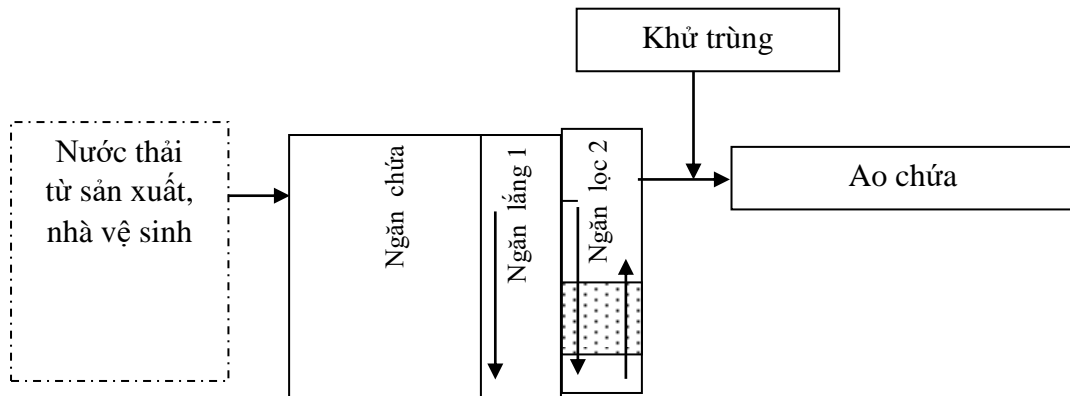 Khử trùng
Nước thải
từ sản xuất,
nhà vệ sinh
Ngăn chứa
Ngăn lắng 1
Ngăn lọc 2
Ao chứa